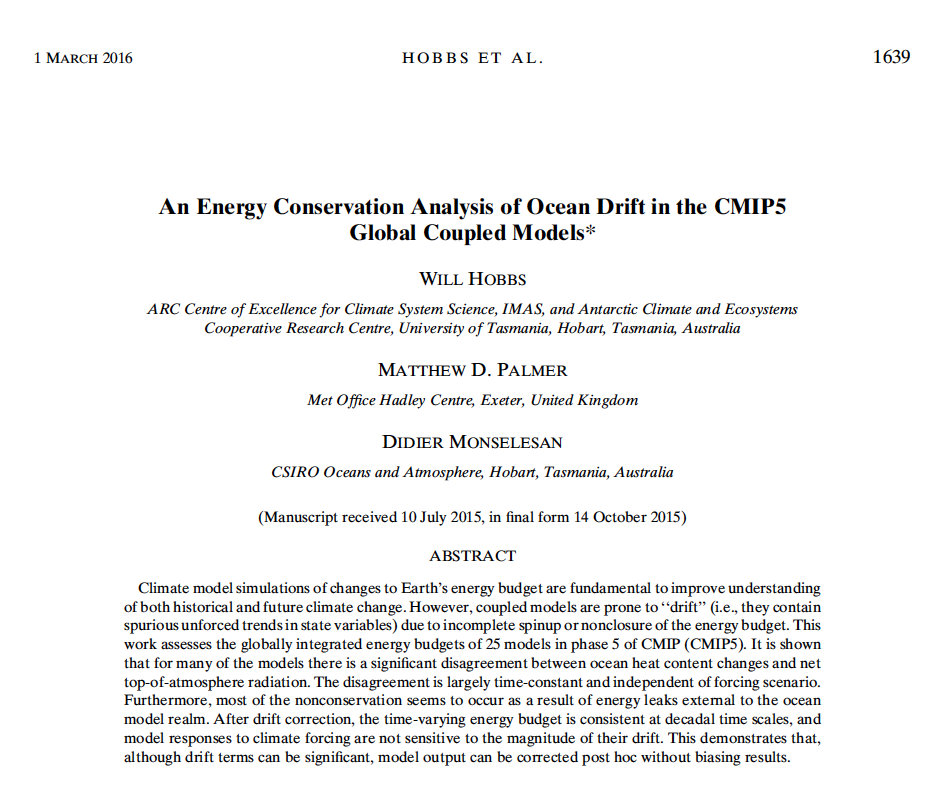 1 MARCH 2016 HOBBS ET AL. 1639
An Energy Conservation Analysis of Ocean Drift in the CMIP5
Global Coupled Models*
WILL HOBBS
ARC Centre of Excellence for Climate System Science, IMAS, and Antarctic Climate and Ecosystems
Cooperative Research Centre, University of Tasmania, Hobart, Tasmania, Australia
MATTHEW D. PALMER
Met Office Hadley Centre, Exeter, United Kingdom
DIDIER MONSELESAN
CSIRO Oceans and Atmosphere, Hobart, Tasmania, Australia
(Manuscript received 10 July 2015, in final form 14 October 2015)
ABSTRACT
Climate model simulations of changes to Earth's energy budget are fundamental to improve understanding
of both historical and future climate change. However, coupled models are prone to ‘‘drift’’ (i.e., they contain
spurious unforced trends in state variables) due to incomplete spinup or nonclosure of the energy budget. This
work assesses the globally integrated energy budgets of 25 models in phase 5 of CMIP (CMIP5). It is shown
that for many of the models there is a significant disagreement between ocean heat content changes and net
top-of-atmosphere radiation. The disagreement is largely time-constant and independent of forcing scenario.
Furthermore, most of the nonconservation seems to occur as a result of energy leaks external to the ocean
model realm. After drift correction, the time-varying energy budget is consistent at decadal time scales, and
model responses to climate forcing are not sensitive to the magnitude of their drift. This demonstrates that,
although drift terms can be significant, model output can be corrected post hoc without biasing results.